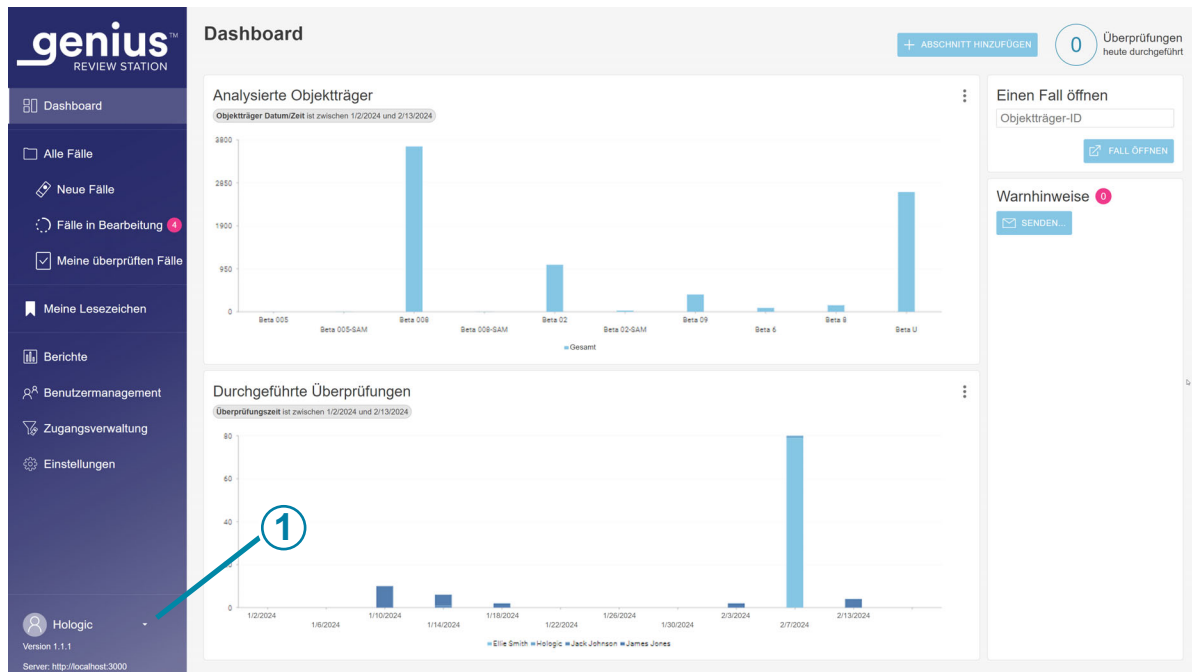 genius™
REVIEW STATION
Dashboard
Alle Fälle
Neue Fälle
Fälle in Bearbeitung 4
Meine überprüften Fälle
Meine Lesezeichen
Berichte
Benutzermanagement
Zugangsverwaltung
Einstellungen
Hologic
Version 1.1.1
Server: http://localhost:3000
Dashboard
+ ABSCHNITT HINZUFÜGEN
0
Überprüfungen
heute durchgeführt
Analysierte Objektträger
Objektträger Datum/Zeit ist zwischen 1/2/2024 und 2/13/2024
3800
2850
1900
950
0
Beta 005
Beta 005-SAM
Beta 008
Beta 008-SAM
Beta 02
Beta 02-SAM
Beta 09
Beta 6
Beta 8
Beta U
Gesamt
Durchgeführte Überprüfungen
Überprüfungszeit ist zwischen 1/2/2024 und 2/13/2024
80
60
40
0
1/2/2024
1/6/2024
1/10/2024
1/14/2024
1/18/2024
1/22/2024
1/26/2024
1/30/2024
2/3/2024
2/7/2024
2/13/2024
Ellie Smith Hologic Jack Johnson James Jones
1
Einen Fall öffnen
Objektträger-ID
FALL ÖFFNEN
Warnhinweise 0
SENDEN...